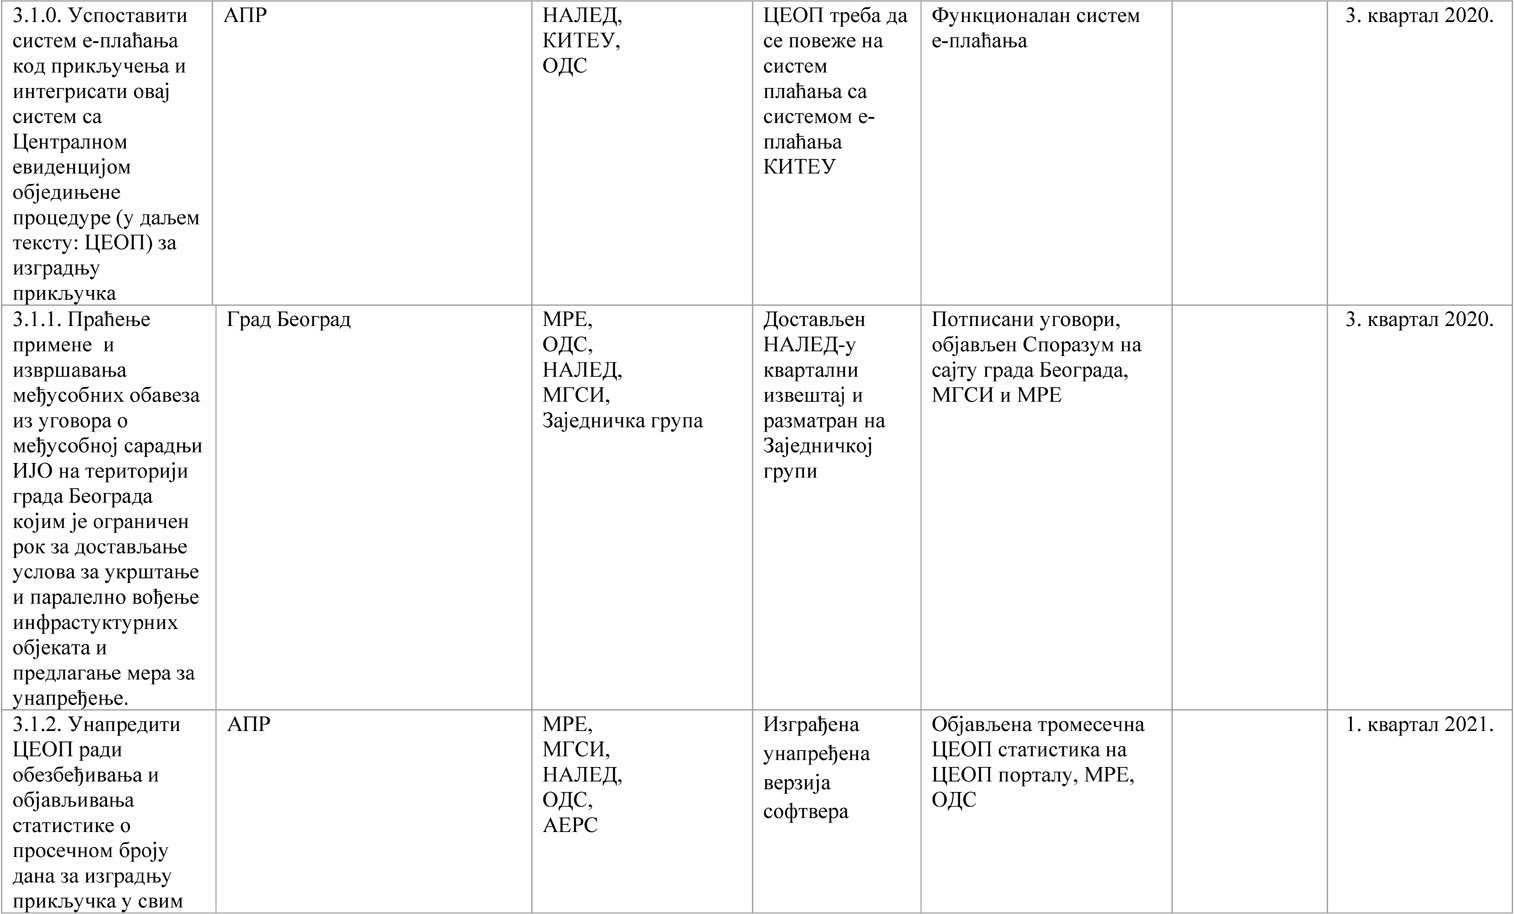 3.1.0. Успоставити
систем е-плаћања
код прикључења и
интегрисати овај
систем са
Централном
евиденцијом
обједињене
процедуре (у даљем
тексту: ЦЕОП) за
изградњу
прикључка
АПР
НАЛЕД,
КИТЕУ,
ОДС
ЦЕОП треба да
се повеже на
систем
плаћања са
системом е-
плаћања
КИТЕУ
Функционалан систем
е-плаћања
3. квартал 2020.
3.1.1. Праћење
примене  и
извршавања
међусобних обавеза
из уговора о
међусобној сарадњи
ИЈО на територији
града Београда
којим је ограничен
рок за достављање
услова за укрштање
и паралелно вођење
инфрастуктурних
објеката и
предлагање мера за
унапређење.
Град Београд
МРЕ,
ОДС,
НАЛЕД,
МГСИ,
Заједничка група
Достављен
НАЛЕД-у
квартални
извештај и
разматран на
Заједничкој
групи
Потписани уговори,
објављен Споразум на
сајту града Београда,
МГСИ и МРЕ
3. квартал 2020.
3.1.2. Унапредити
ЦЕОП ради
обезбеђивања и
објављивања
статистике о
просечном броју
дана за изградњу
прикључка у свим
АПР
МРЕ,
МГСИ,
НАЛЕД,
ОДС,
АЕРС
Изграђена
унапређена
верзија
софтвера
Објављена тромесечна
ЦЕОП статистика на
ЦЕОП порталу, МРЕ,
ОДС
1. квартал 2021.